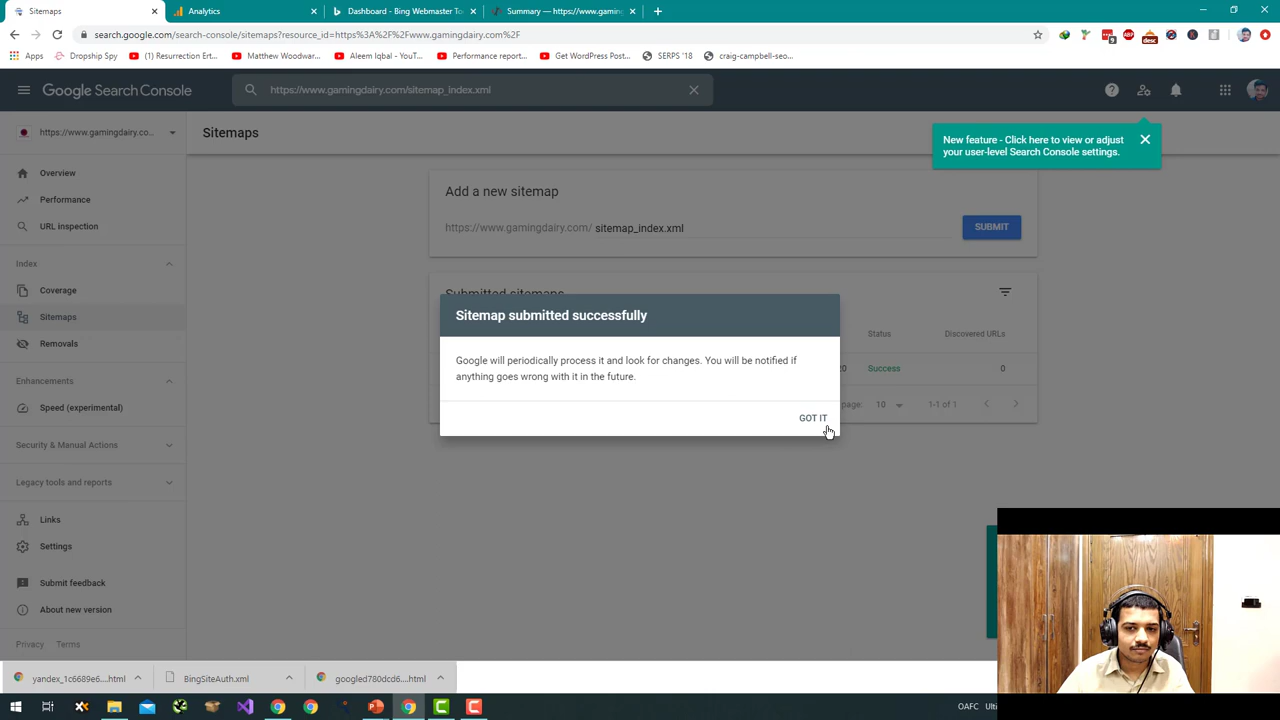 Sitemaps
Analytics
Dashboard - Bing Webmaster To
Summary — https://www.gaming
search.google.com/search-console/sitemaps?resource_id=https%3A%2F%2Fwww.gamingdairy.com%2F
Apps
Dropship Spy
(1) Resurrection Ert...
Matthew Woodwar...
Aleem Iqbal - YouT...
Performance report...
Get WordPress Post...
SERPS '18
craig-campbell-seo...
Google Search Console
https://www.gamingdairy.com/sitemap_index.xml
https://www.gamingdairy.co...
Sitemaps
New feature - Click here to view or adjust
your user-level Search Console settings.
Overview
Performance
URL inspection
Index
Coverage
Sitemaps
Removals
Enhancements
Speed (experimental)
Security & Manual Actions
Legacy tools and reports
Links
Settings
Submit feedback
About new version
Privacy
Terms
Add a new sitemap
https://www.gamingdairy.com/ sitemap_index.xml
SUBMIT
Submitted sitemaps
Status
Discovered URLs
20
Success
0
page:
10
1-1 of 1
Sitemap submitted successfully
Google will periodically process it and look for changes. You will be notified if
anything goes wrong with it in the future.
GOT IT
yandex_1c6689e6....html
BingSiteAuth.xml
googled780dcd6....html
OAFC
Ulti